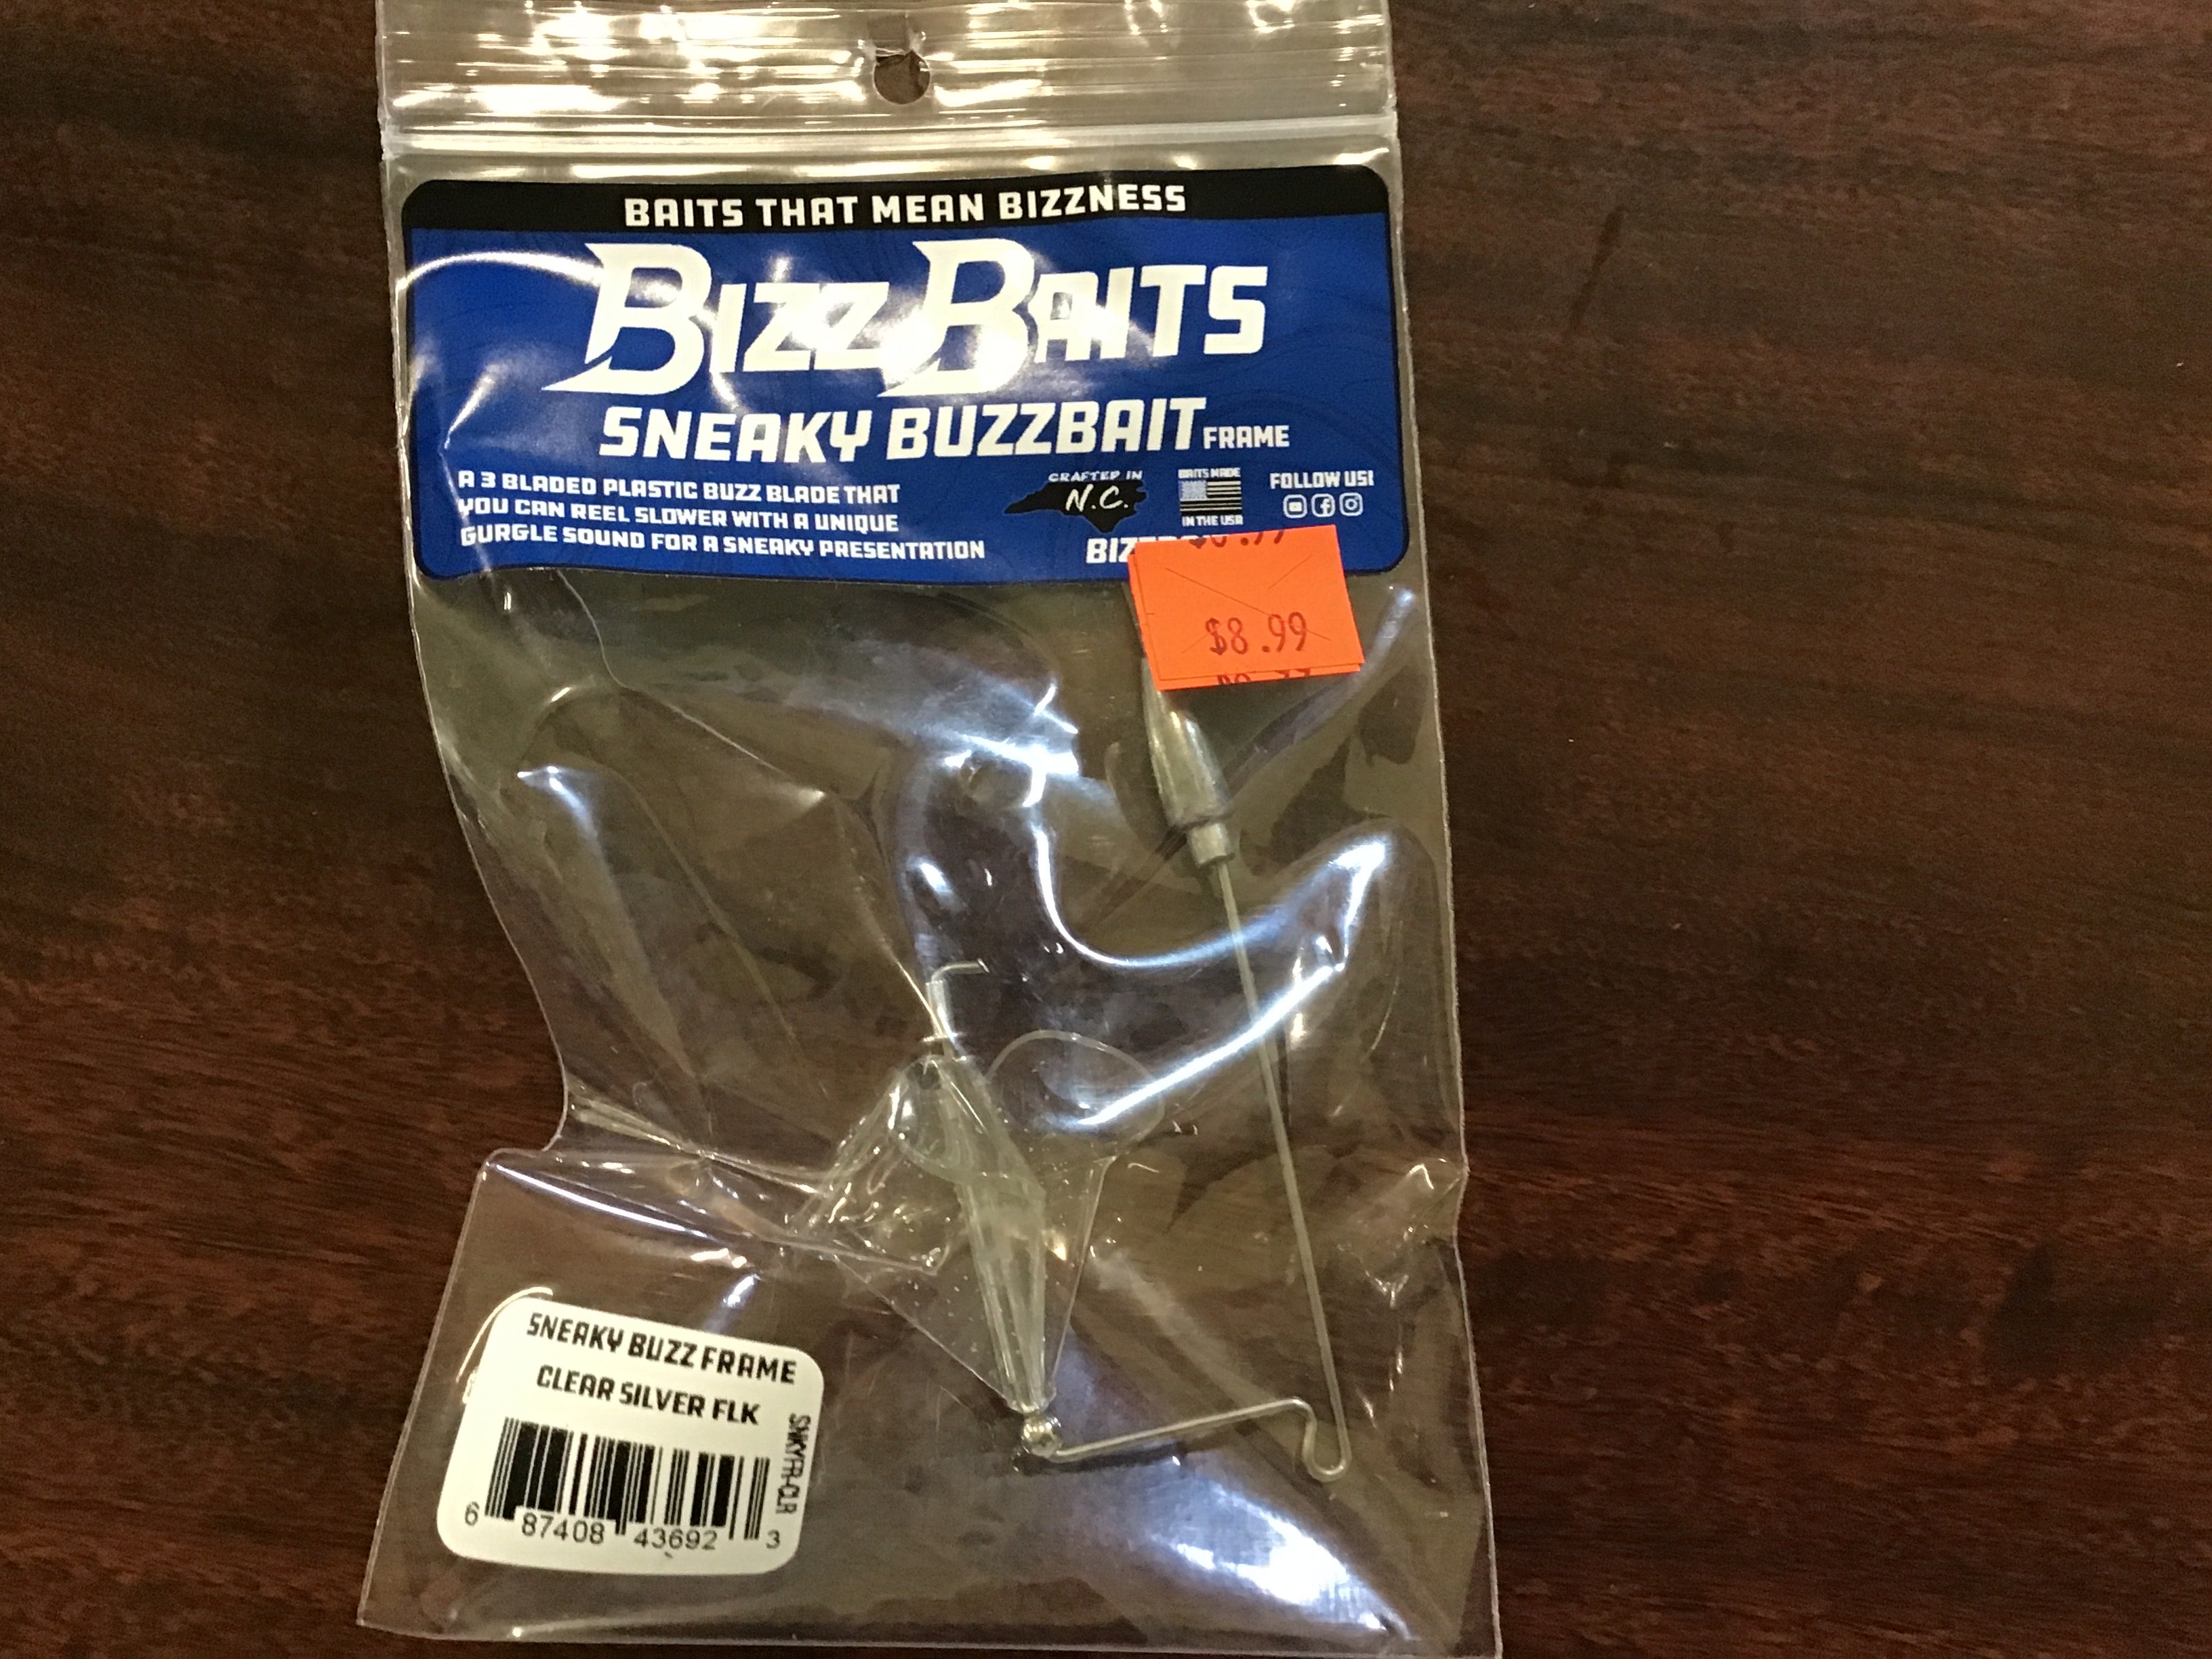 BAITS THAT MEAN BIZZNESS
BIZZ BAITS
SNEAKY BUZZBAIT FRAME
A 3 BLADED PLASTIC BUZZ BLADE THAT
YOU CAN REEL SLOWER WITH A UNIQUE
GURGLE SOUND FOR A SNEAKY PRESENTATION
CRAFTED IN
N.C.
BAITS MADE
IN THE USA
FOLLOW US!
$8.99
SNEAKY BUZZ FRAME
CLEAR SILVER FLK
SNKYFR-CLR
6 87408 43692 3